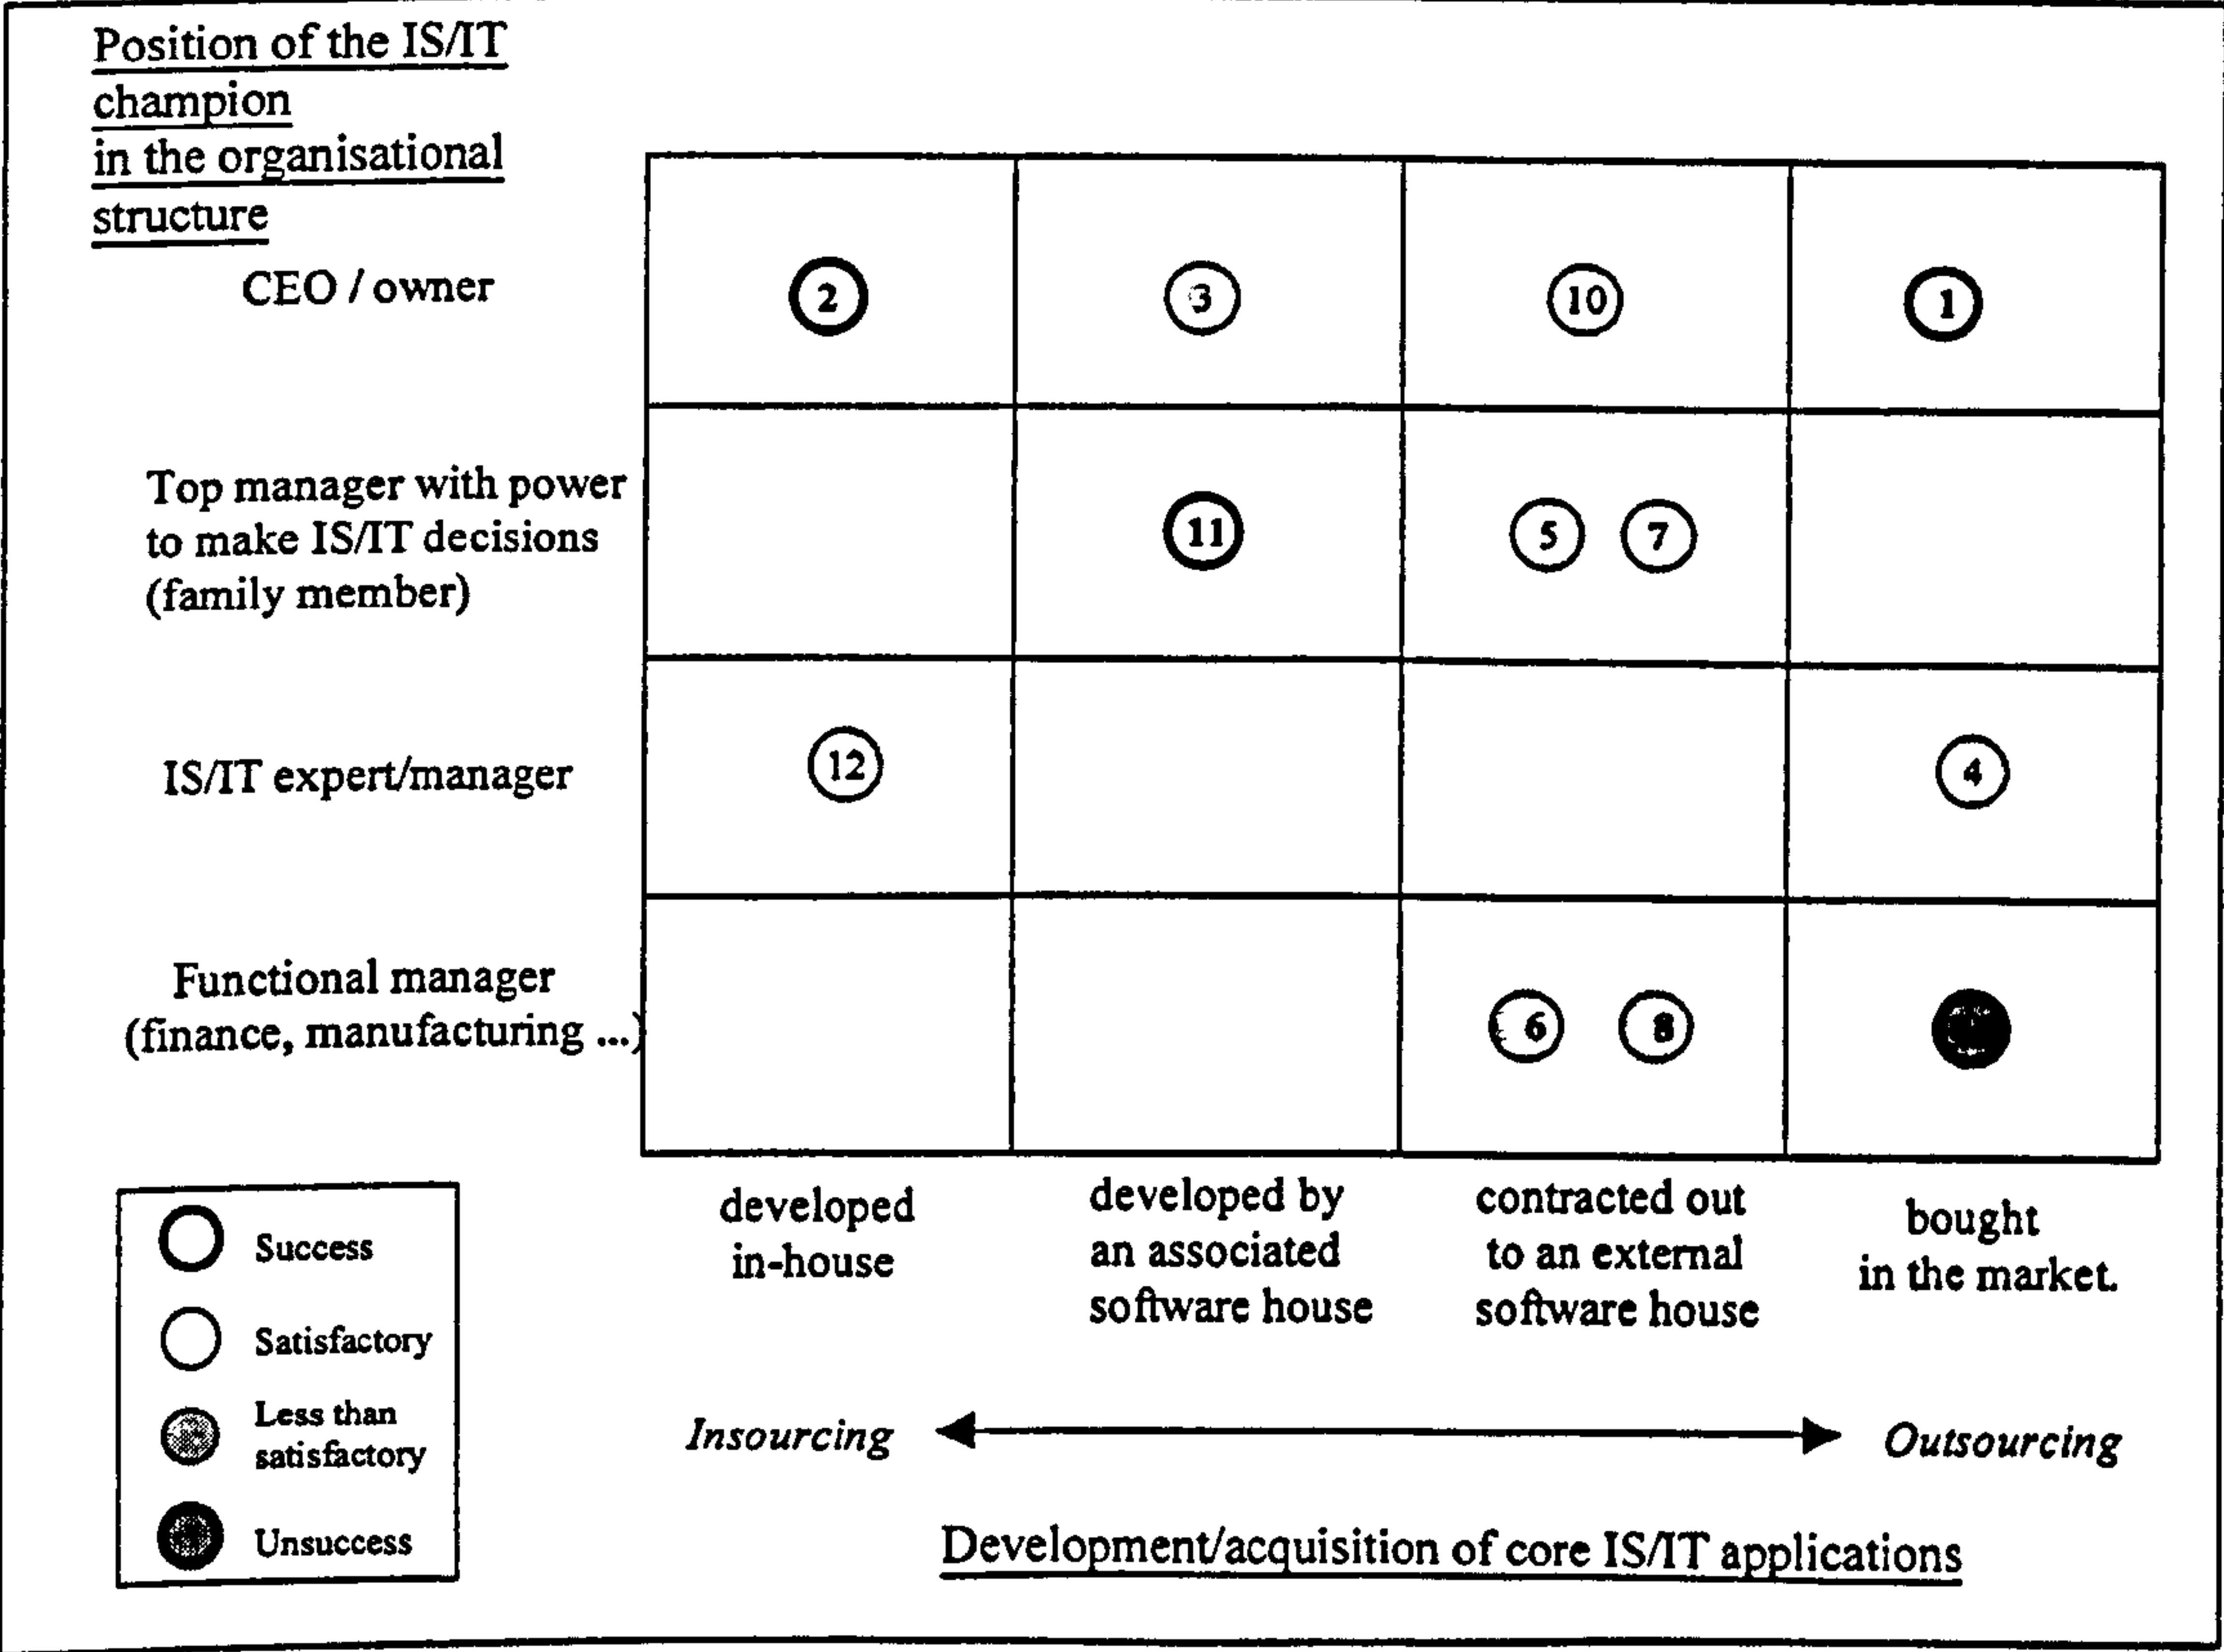 Position of the IS/IT
champion
in the organisational
structure
CEO / owner
2
3
10
1
Top manager with power
to make IS/IT decisions
(family member)
11
5
7
IS/IT expert/manager
12
4
Functional manager
(finance, manufacturing ...)
6
8
developed
in-house
developed by
an associated
software house
contracted out
to an external
software house
bought
in the market.
Success
Satisfactory
Less than
satisfactory
Unsuccess
Insourcing
Outsourcing
Development/acquisition of core IS/IT applications